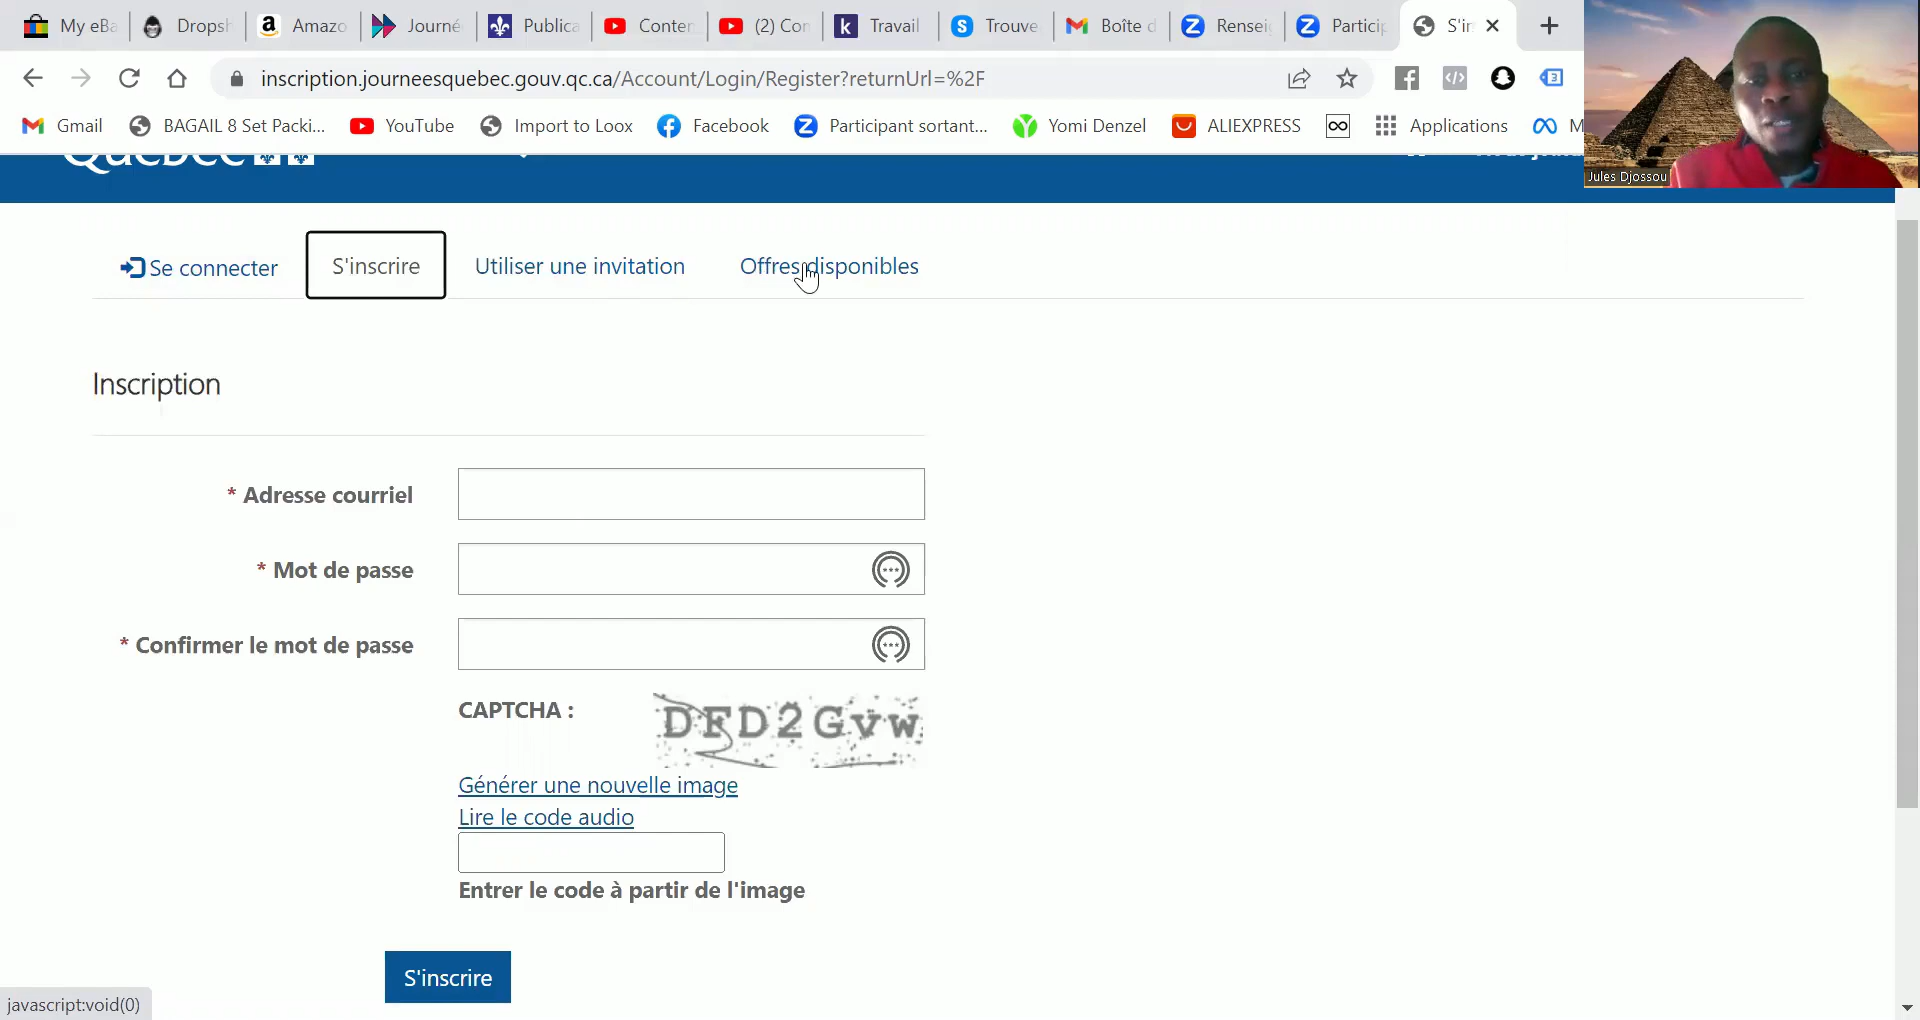 My eBa
Dropsh
Amazo
Journé
Publica
Conten
(2) Con
Travail
Trouve
Boîte d
Rensei
Particip
S'in
inscription.journeesquebec.gouv.qc.ca/Account/Login/Register?returnUrl=%2F
Gmail
BAGAIL 8 Set Packi...
YouTube
Import to Loox
Facebook
Participant sortant...
Yomi Denzel
ALIEXPRESS
Applications
M
Jules Djossou
Québec
Se connecter
S'inscrire
Utiliser une invitation
Offres disponibles
Inscription
* Adresse courriel
* Mot de passe
* Confirmer le mot de passe
CAPTCHA :
DFD2Gvw
Générer une nouvelle image
Lire le code audio
Entrer le code à partir de l'image
S'inscrire
javascript:void(0)